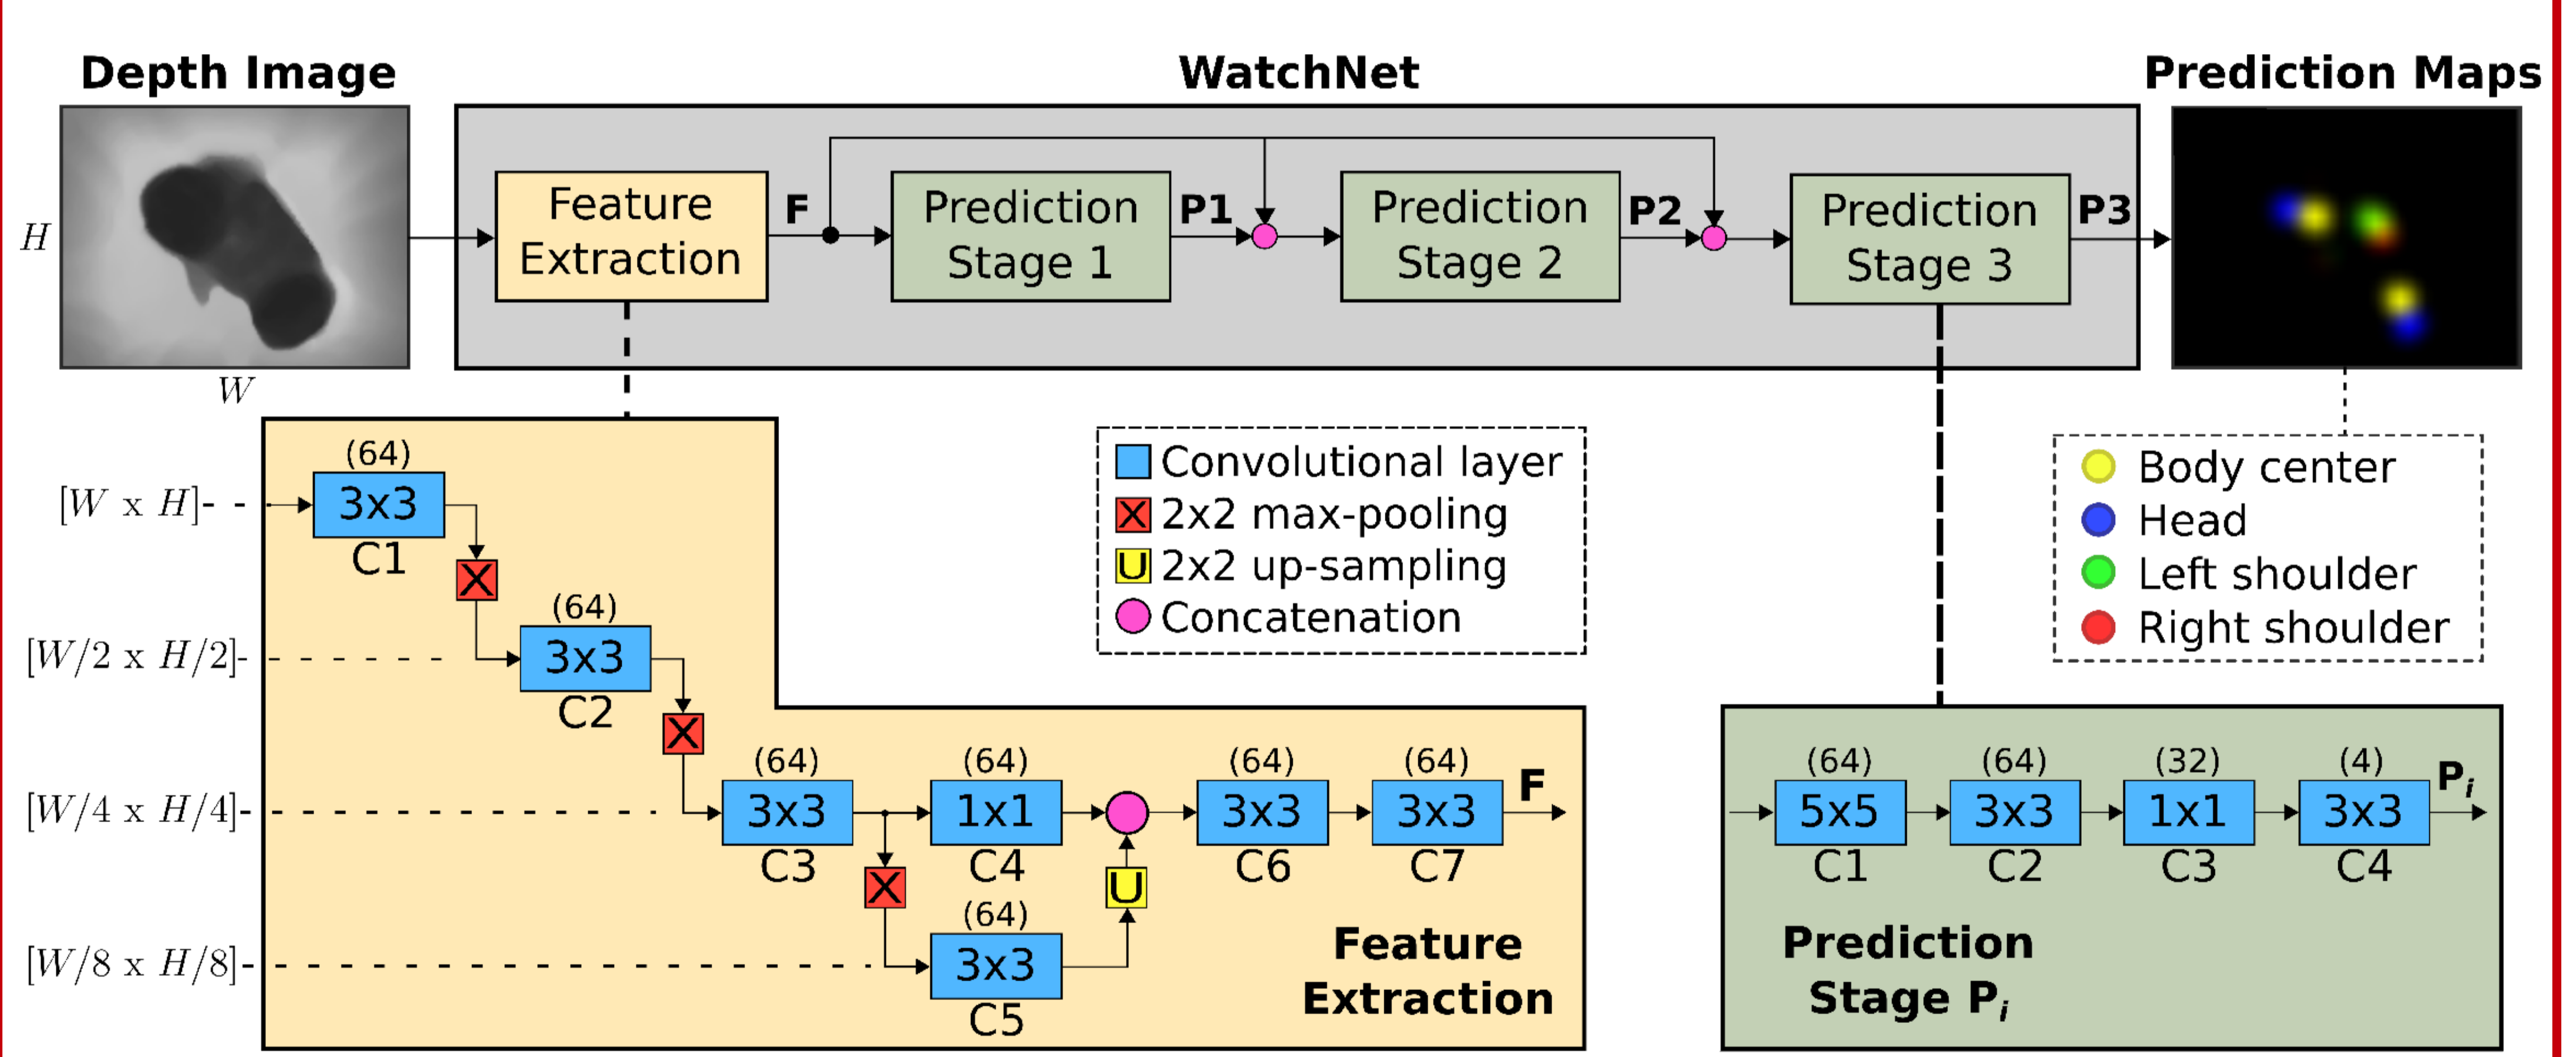 Depth Image
WatchNet
Prediction Maps
H
W
Feature
Extraction
F
Prediction
Stage 1
P1
Prediction
Stage 2
P2
Prediction
Stage 3
P3
Convolutional layer
X 2x2 max-pooling
U 2x2 up-sampling
Concatenation
Body center
Head
Left shoulder
Right shoulder
[W x H]
(64)
3x3
C1
X
[W/2 x H/2]
(64)
3x3
C2
X
[W/4 x H/4]
(64)
3x3
C3
(64)
1x1
C4
(64)
3x3
C6
(64)
3x3
C7
F
X
U
[W/8 x H/8]
(64)
3x3
C5
Feature
Extraction
(64)
5x5
C1
(64)
3x3
C2
(32)
1x1
C3
(4)
3x3
C4
Pi
Prediction
Stage Pi